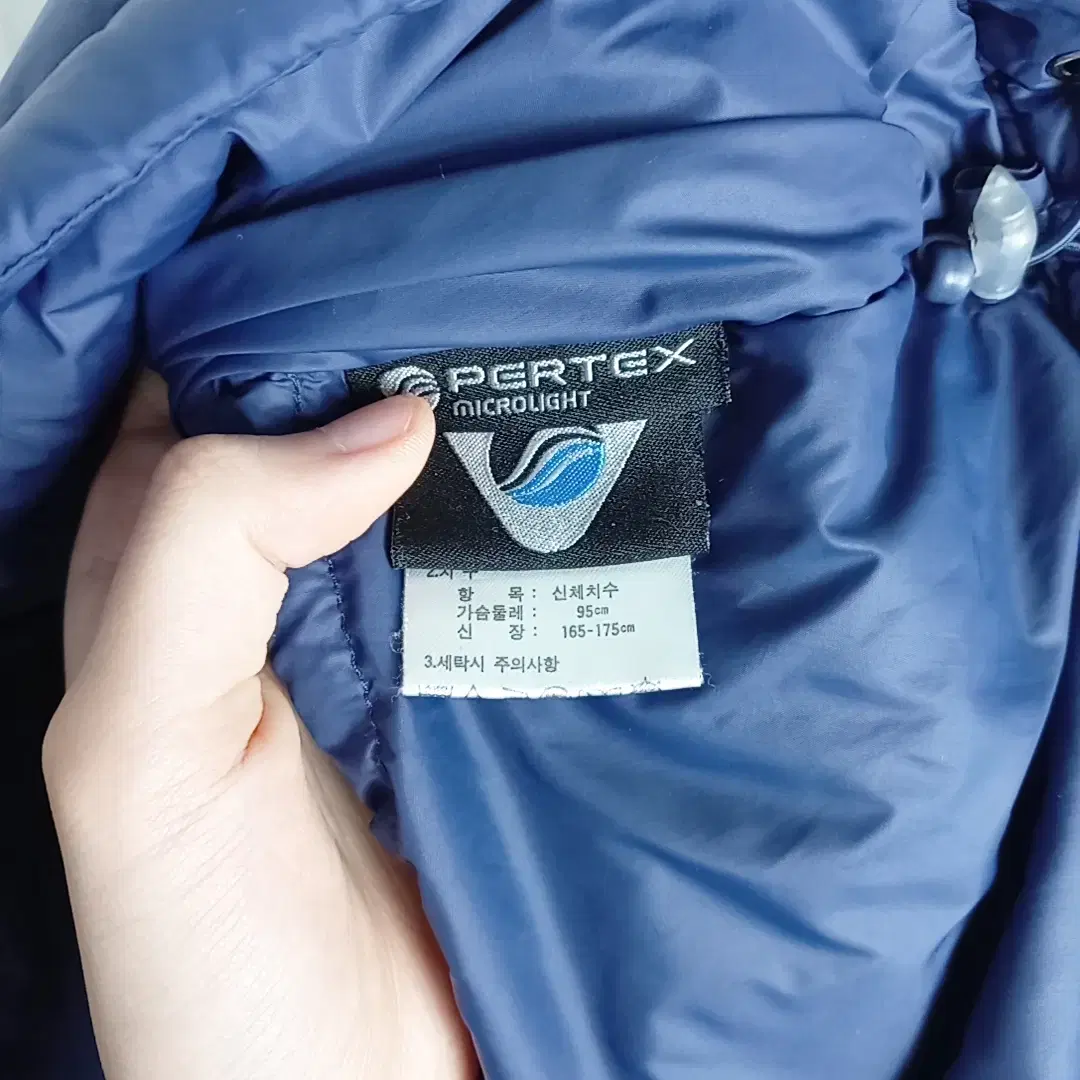 PERTEX
MICROLIGHT
항 목 : 신체치수
가슴둘레 : 95cm
신 장 : 165-175cm
3.세탁시 주의사항